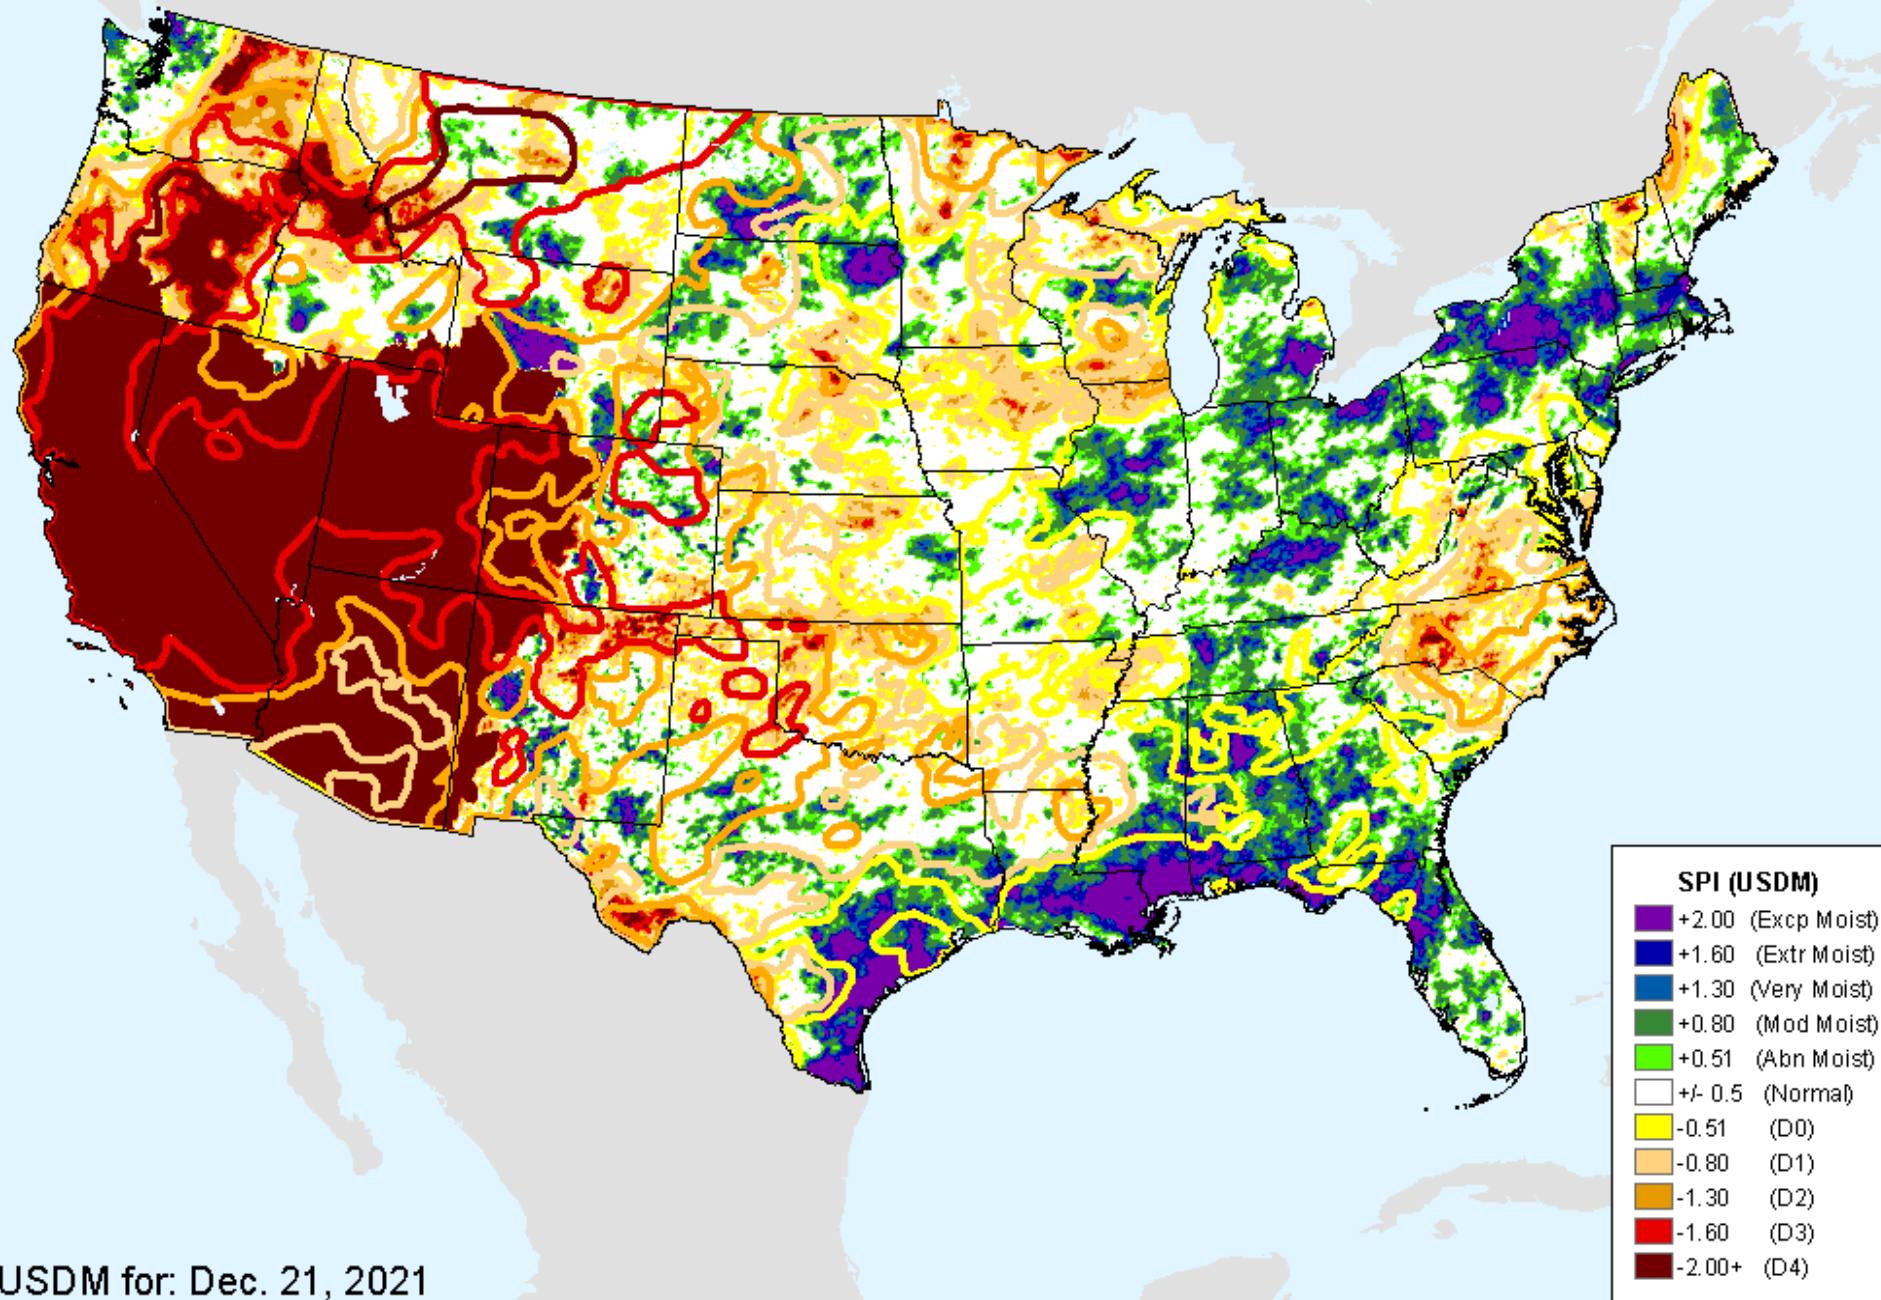 SPI (USDM)
+2.00 (Excp Moist)
+1.60 (Extr Moist)
+1.30 (Very Moist)
+0.80 (Mod Moist)
+0.51 (Abn Moist)
+/- 0.5 (Normal)
-0.51 (D0)
-0.80 (D1)
-1.30 (D2)
-1.60 (D3)
-2.00+ (D4)
USDM for: Dec. 21, 2021